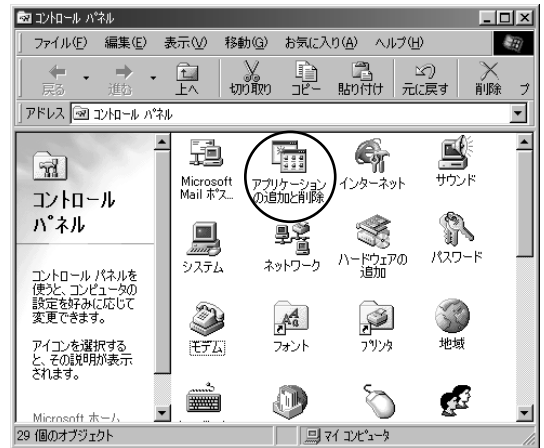 コントロール パネル
ファイル(F) 編集(E) 表示(V) 移動(G) お気に入り(A) ヘルプ(H)
戻る 進む 上へ 切り取り コピー 貼り付け 元に戻す 削除 プ
アドレス コントロール パネル
コントロール
パネル
コントロール パネルを
使うと、コンピュータの
設定を好みに応じて
変更できます。
アイコンを選択する
と、その説明が表示
されます。
Microsoft ホーム
Microsoft
Mail ポス...
アプリケーション
の追加と削除
インターネット
サウンド
システム
ネットワーク
ハードウェアの
追加
パスワード
モデム
フォント
プリンタ
地域
29 個のオブジェクト
マイ コンピュータ